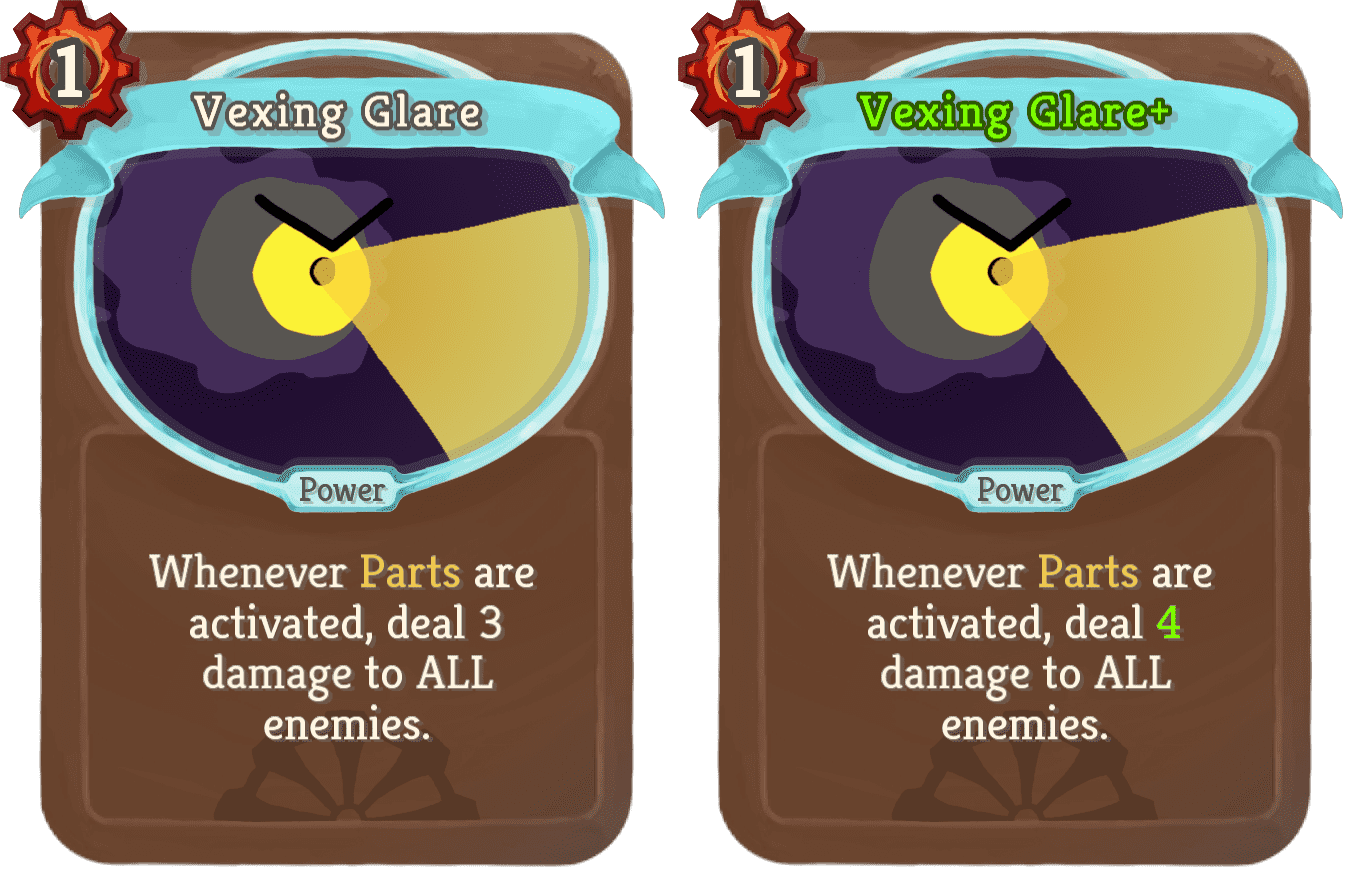 1
Vexing Glare
Power
Whenever Parts are
activated, deal 3
damage to ALL
enemies.
1
Vexing Glare+
Power
Whenever Parts are
activated, deal 4
damage to ALL
enemies.